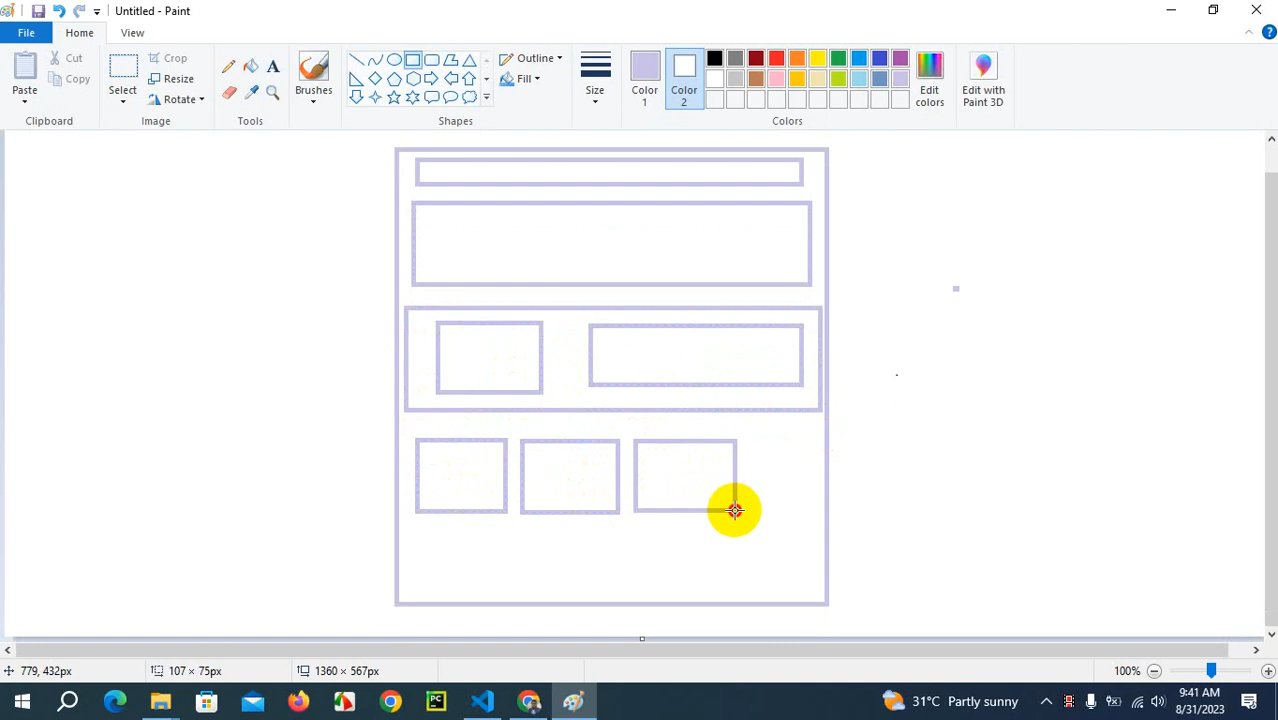 Untitled - Paint
File Home View
Paste
Cut
Copy
Clipboard
Select
Crop
Resize
Rotate
Image
A
Tools
Brushes
Outline
Fill
Shapes
Size
Color 1
Color 2
Edit colors
Colors
Edit with Paint 3D
779, 432px
107 × 75px
1360 × 567px
100%
PC
31°C Partly sunny
9:41 AM
8/31/2023